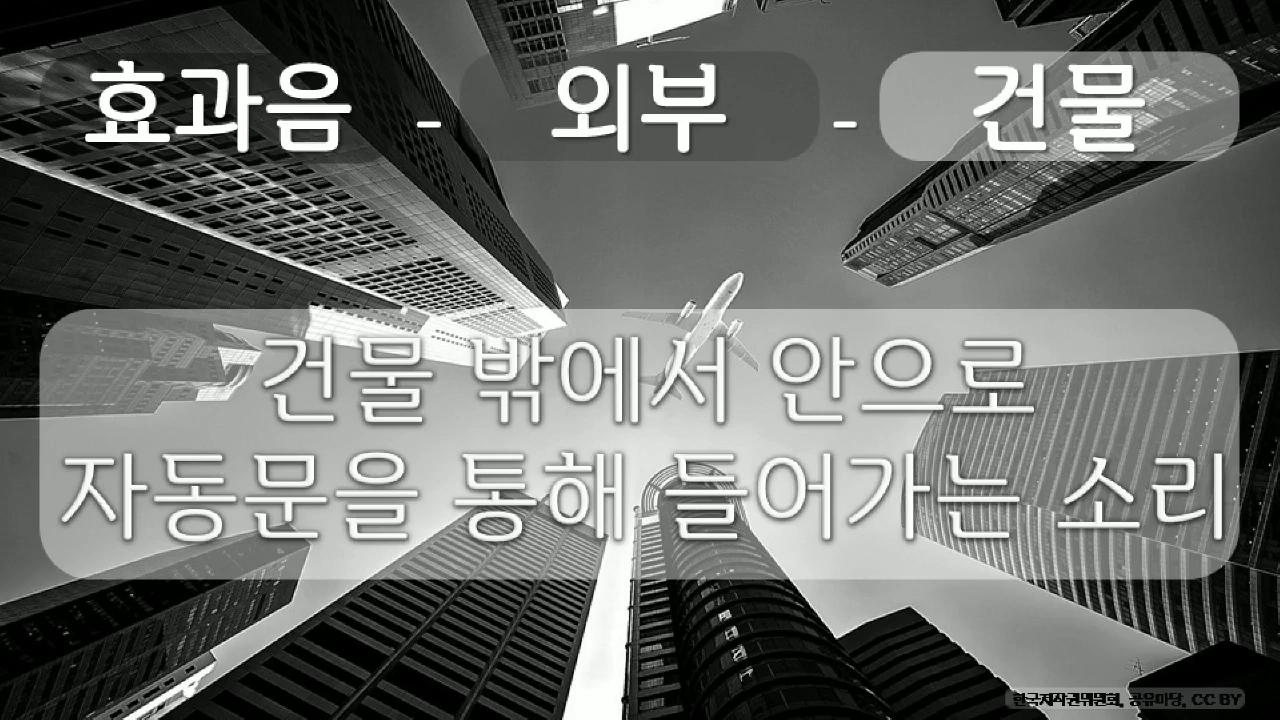 효과음 - 외부 - 건물
건물 밖에서 안으로
자동문을 통해 들어가는 소리
한국저작권위원회, 공유마당, CC BY